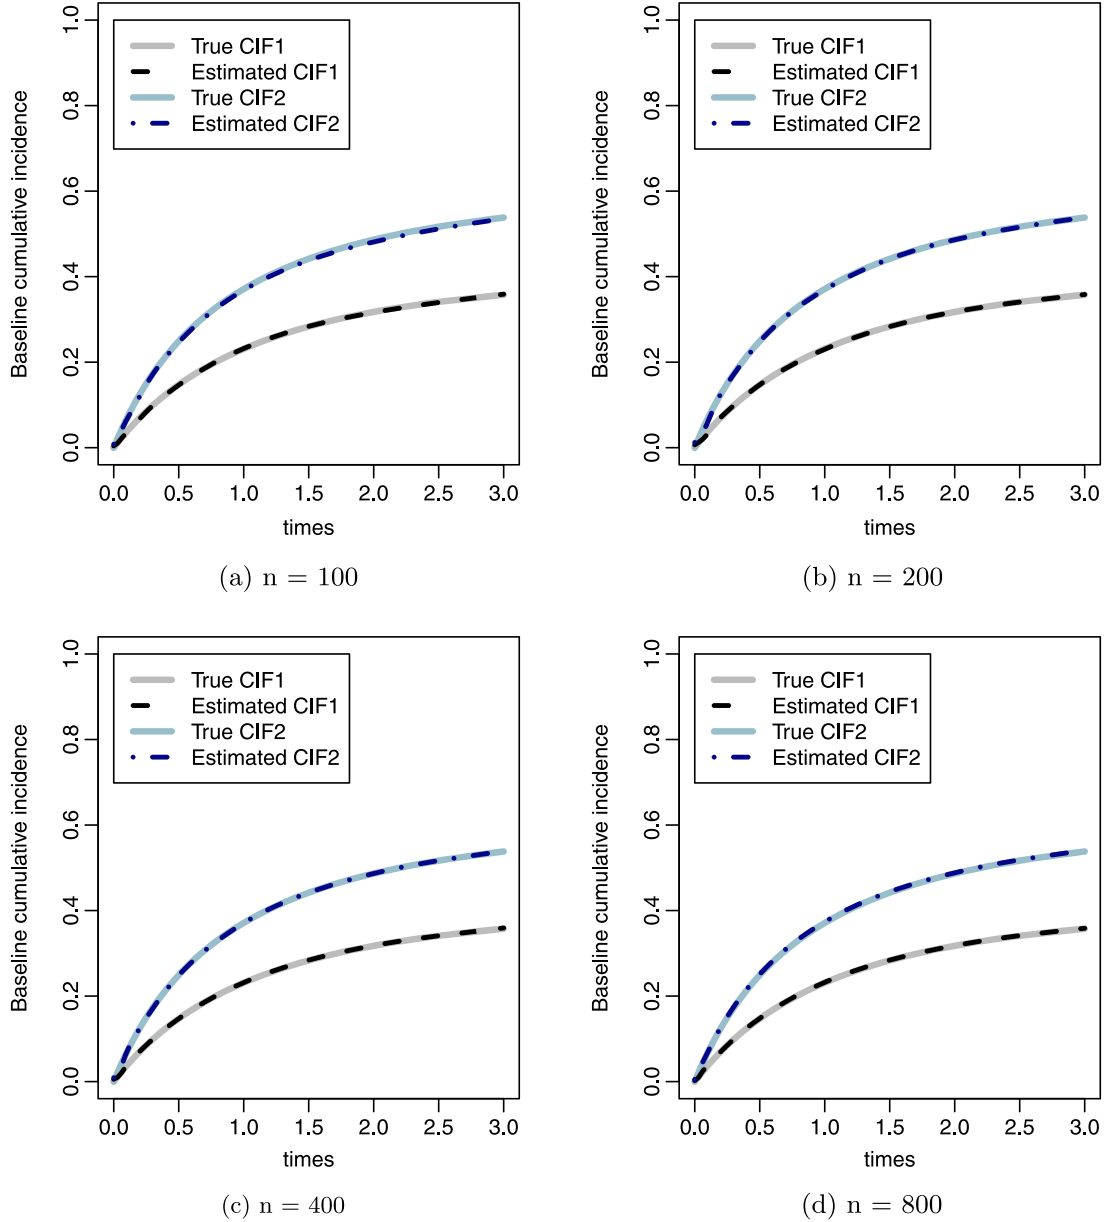 Baseline cumulative incidence
0.0 0.2 0.4 0.6 0.8 1.0
True CIF1
Estimated CIF1
True CIF2
Estimated CIF2
0.0 0.5 1.0 1.5 2.0 2.5 3.0
times
(a) n = 100
Baseline cumulative incidence
0.0 0.2 0.4 0.6 0.8 1.0
True CIF1
Estimated CIF1
True CIF2
Estimated CIF2
0.0 0.5 1.0 1.5 2.0 2.5 3.0
times
(b) n = 200
Baseline cumulative incidence
0.0 0.2 0.4 0.6 0.8 1.0
True CIF1
Estimated CIF1
True CIF2
Estimated CIF2
0.0 0.5 1.0 1.5 2.0 2.5 3.0
times
(c) n = 400
Baseline cumulative incidence
0.0 0.2 0.4 0.6 0.8 1.0
True CIF1
Estimated CIF1
True CIF2
Estimated CIF2
0.0 0.5 1.0 1.5 2.0 2.5 3.0
times
(d) n = 800